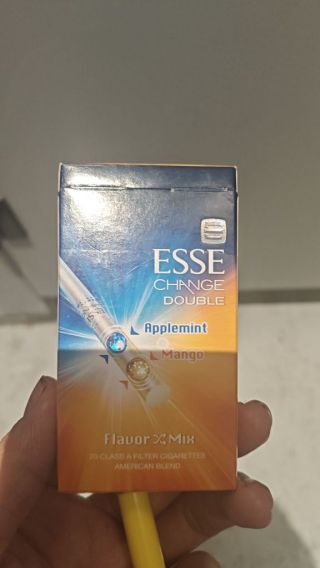 ESSE
CHANGE
DOUBLE
Applemint
Mango
Flavor Mix
20 CLASS A FILTER CIGARETTES
AMERICAN BLEND